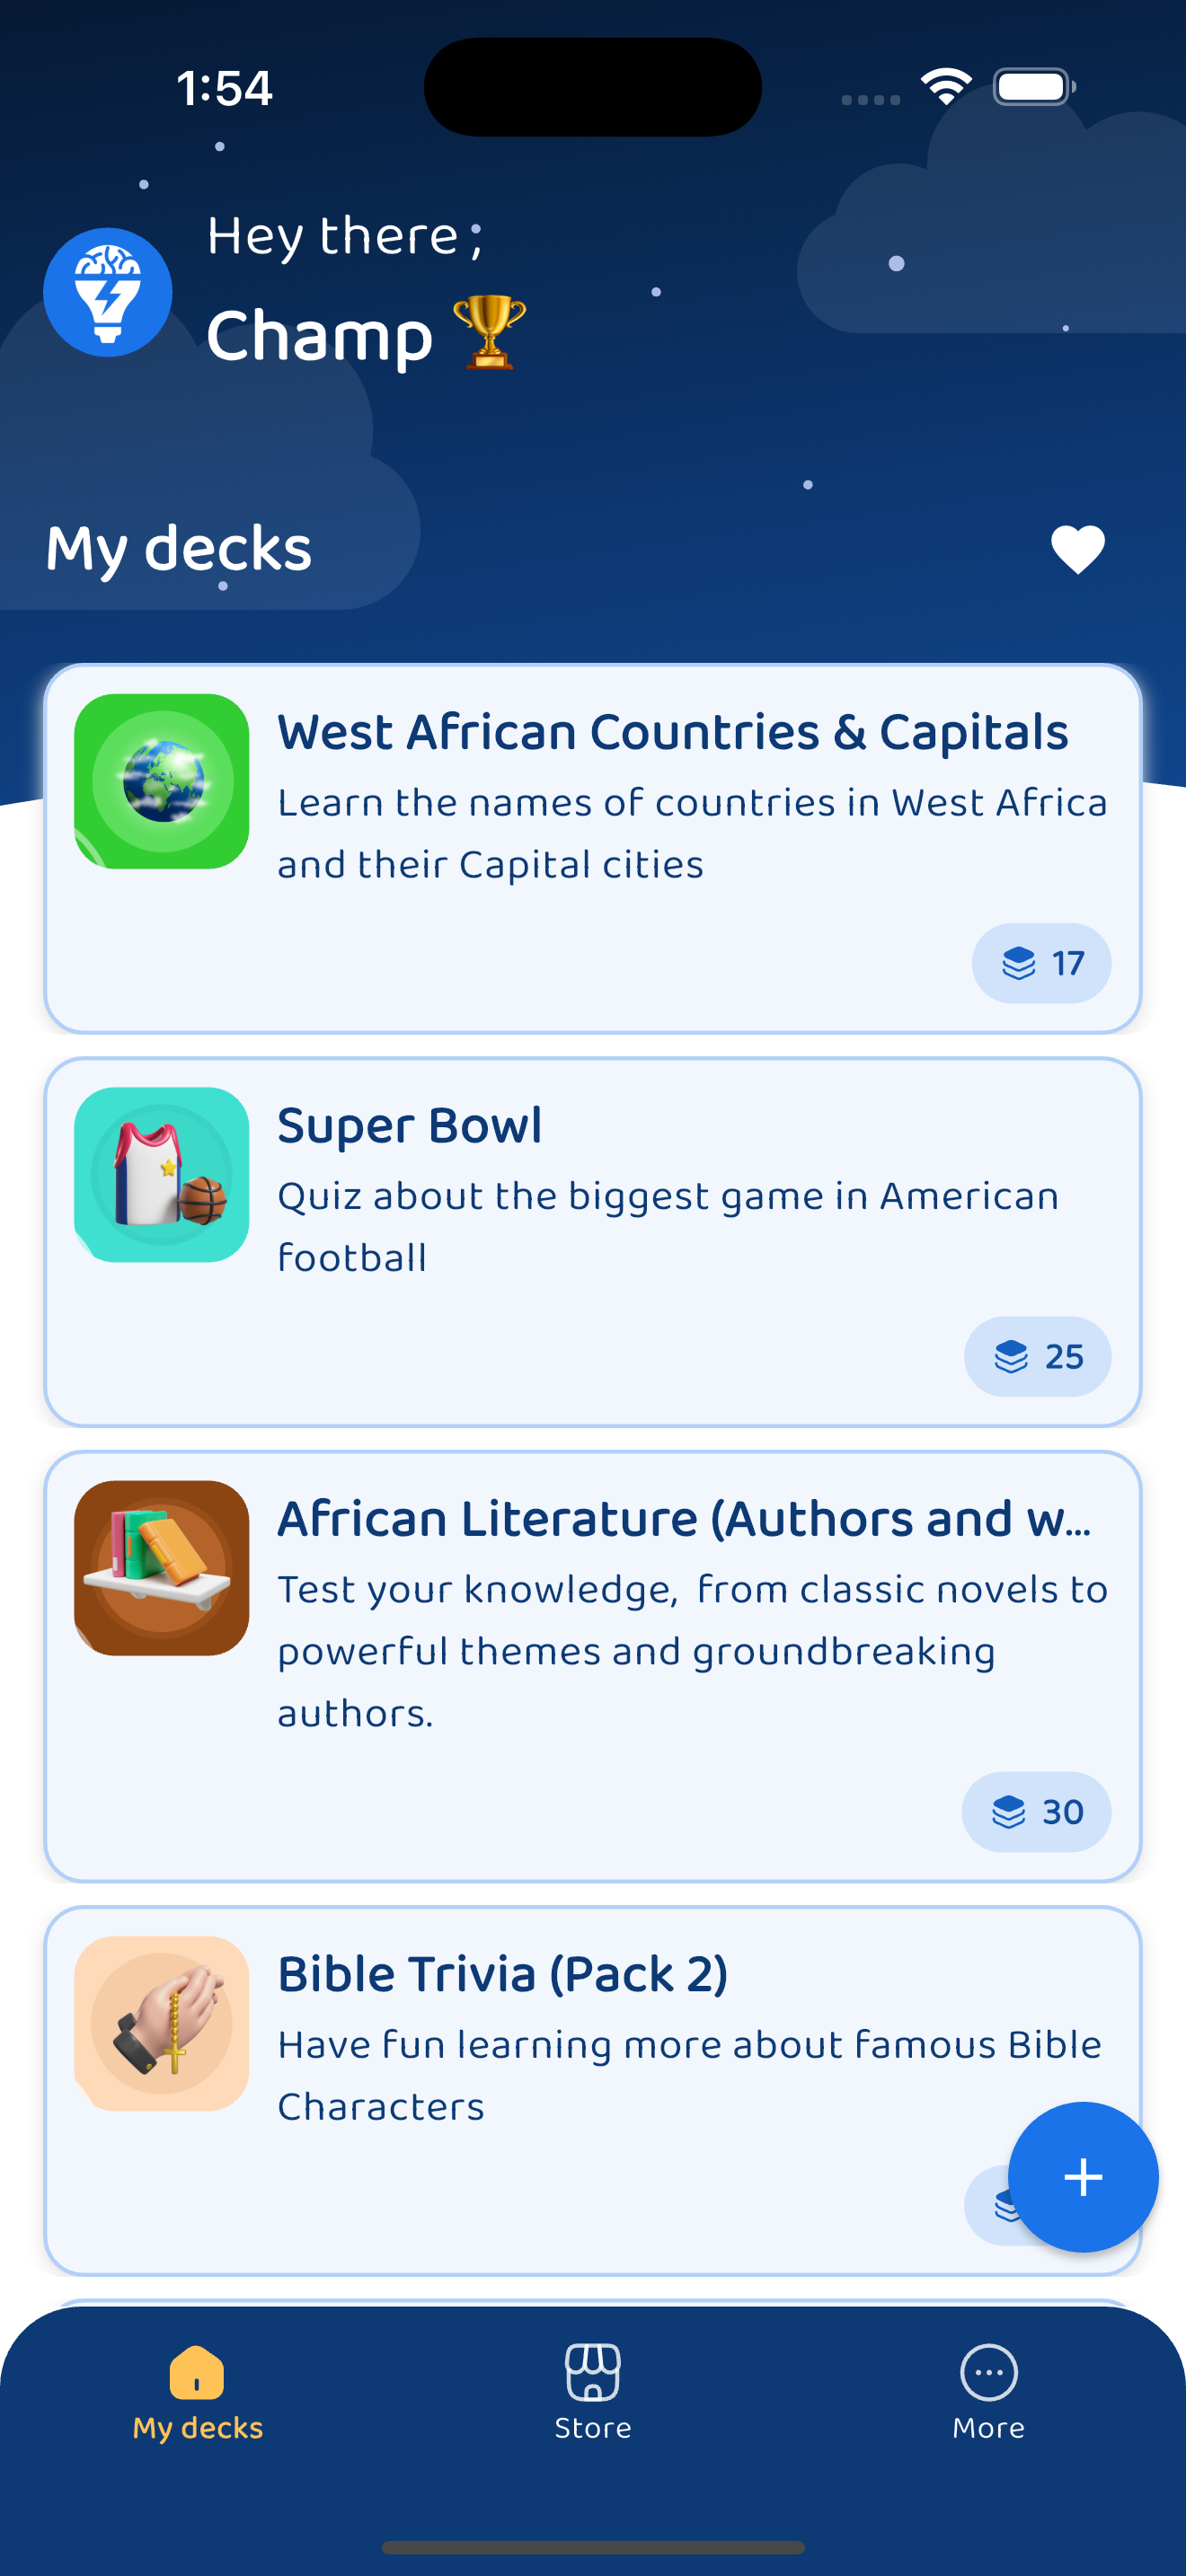 1:54
Hey there ,
Champ 🏆
My decks
West African Countries & Capitals
Learn the names of countries in West Africa
and their Capital cities
17
Super Bowl
Quiz about the biggest game in American
football
25
African Literature (Authors and w...
Test your knowledge,  from classic novels to
powerful themes and groundbreaking
authors.
30
Bible Trivia (Pack 2)
Have fun learning more about famous Bible
Characters
My decks
Store
More